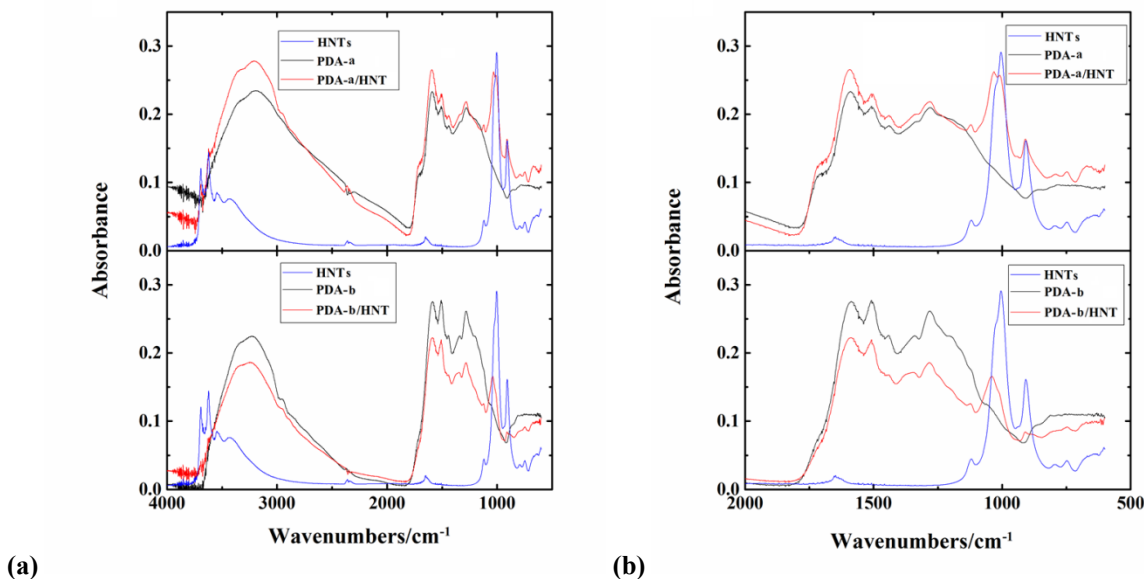 0.3
0.2
0.1
0.0
HNTs
PDA-a
PDA-a/HNT
0.3
0.2
0.1
0.0
HNTs
PDA-b
PDA-b/HNT
Absorbance
4000 3000 2000 1000
Wavenumbers/cm-1
(a)
0.3
0.2
0.1
0.0
HNTs
PDA-a
PDA-a/HNT
0.3
0.2
0.1
0.0
HNTs
PDA-b
PDA-b/HNT
Absorbance
2000 1500 1000 500
Wavenumbers/cm-1
(b)